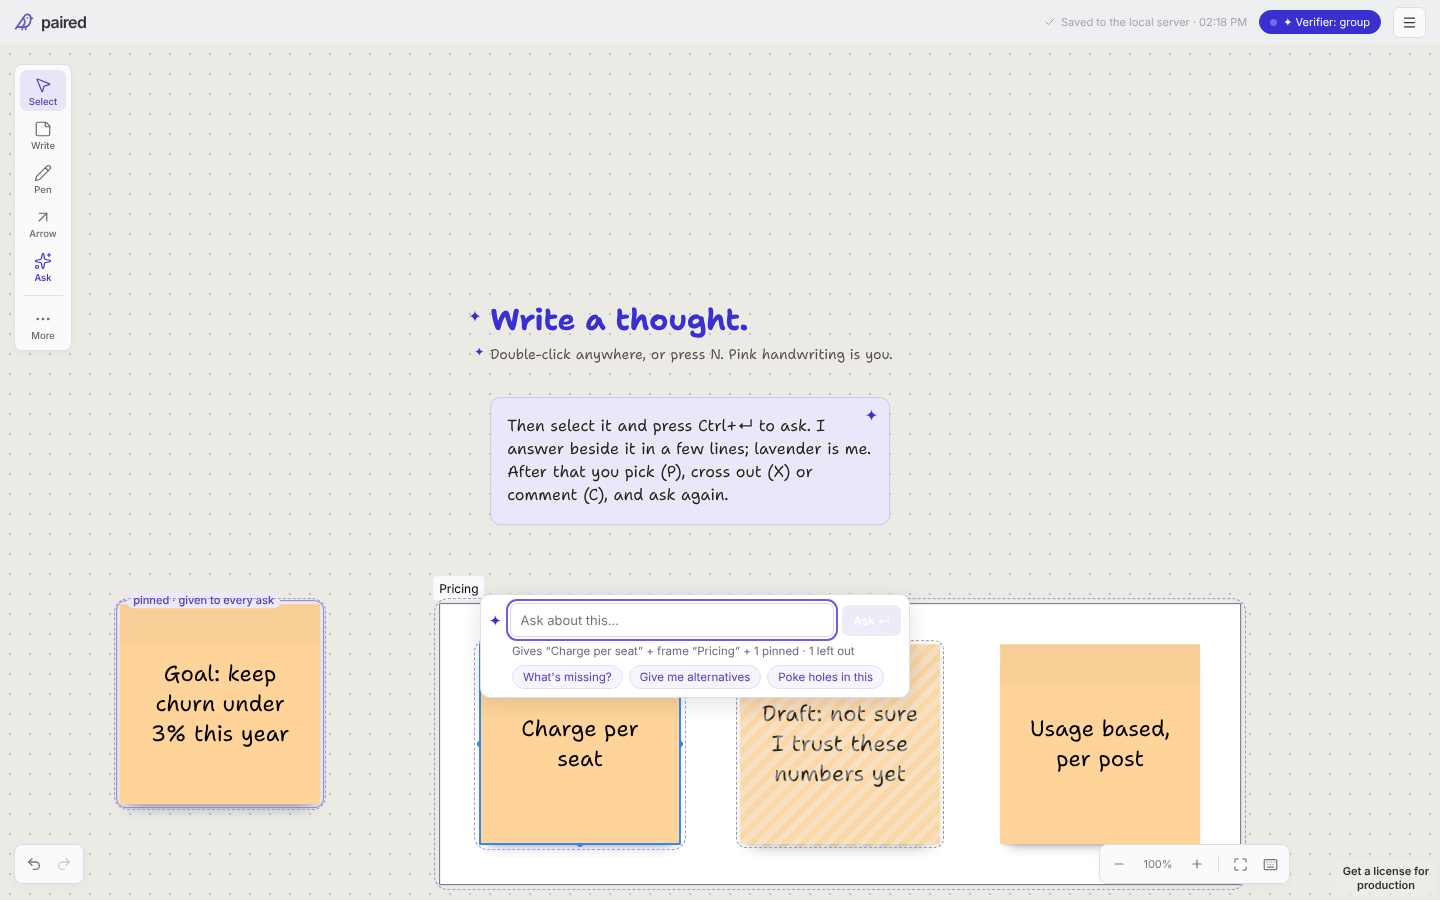 paired
Saved to the local server · 02:18 PM
✦ Verifier: group
Select
Write
Pen
Arrow
Ask
More
Write a thought.
Double-click anywhere, or press N. Pink handwriting is you.
Then select it and press Ctrl+↵ to ask. I
answer beside it in a few lines; lavender is me.
After that you pick (P), cross out (X) or
comment (C), and ask again.
Pricing
pinned · given to every ask
Goal: keep
churn under
3% this year
Ask about this...
Ask ↵
Gives “Charge per seat” + frame “Pricing” + 1 pinned · 1 left out
What's missing?
Give me alternatives
Poke holes in this
Charge per
seat
Draft: not sure
I trust these
numbers yet
Usage based,
per post
100%
Get a license for
production